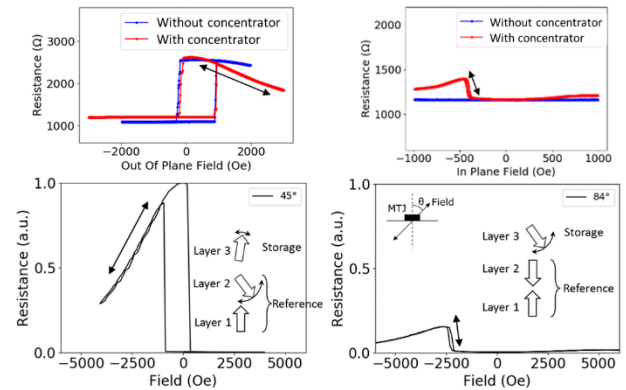 Without concentrator
With concentrator
Resistance (Ω)
3000
2000
1000
−2000
0
2000
Out Of Plane Field (Oe)
Without concentrator
With concentrator
Resistance (Ω)
2400
2000
1600
1200
800
−1000
−500
0
500
1000
In Plane Field (Oe)
Resistance (a.u.)
1.0
0.5
0.0
45°
Layer 3
Storage
Layer 2
Reference
Layer 1
−5000
−2500
0
2500
5000
Field (Oe)
Resistance (a.u.)
1.0
0.5
0.0
84°
θ Field
MTJ
Layer 3
Storage
Layer 2
Reference
Layer 1
−5000
−2500
0
2500
5000
Field (Oe)